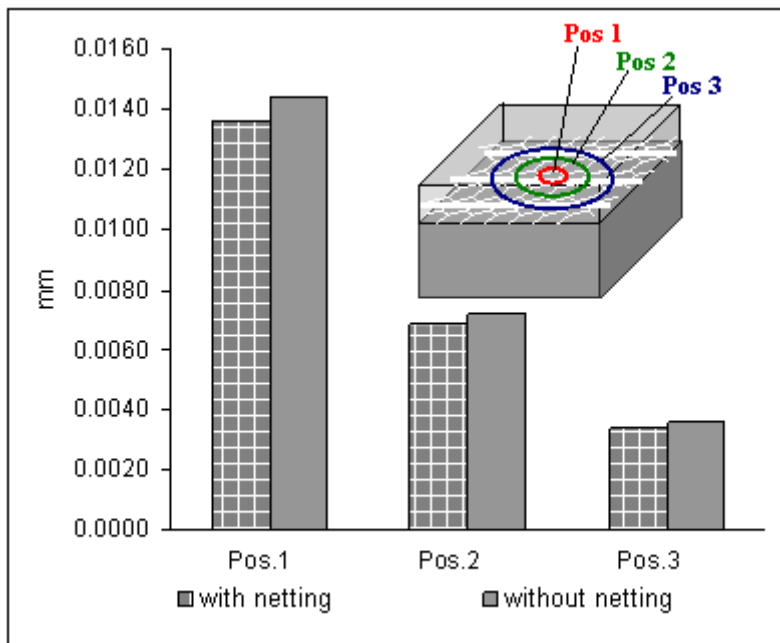 Pos 1
Pos 2
Pos 3
0.0160
0.0140
0.0120
0.0100
0.0080
0.0060
0.0040
0.0020
0.0000
mm
Pos.1 Pos.2 Pos.3
with netting without netting